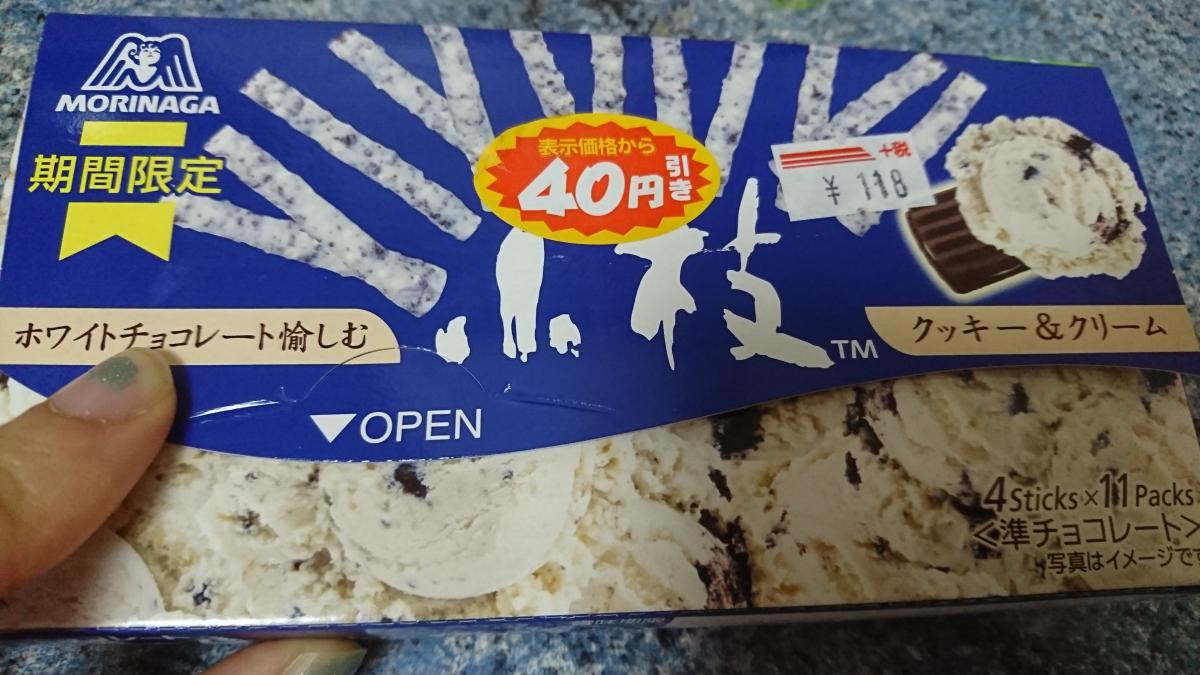 MORINAGA
期間限定
表示価格から
40円引き
+税
¥ 118
小枝™
ホワイトチョコレート愉しむ
クッキー&クリーム
▼OPEN
4Sticks×11Packs
<準チョコレート>
写真はイメージです